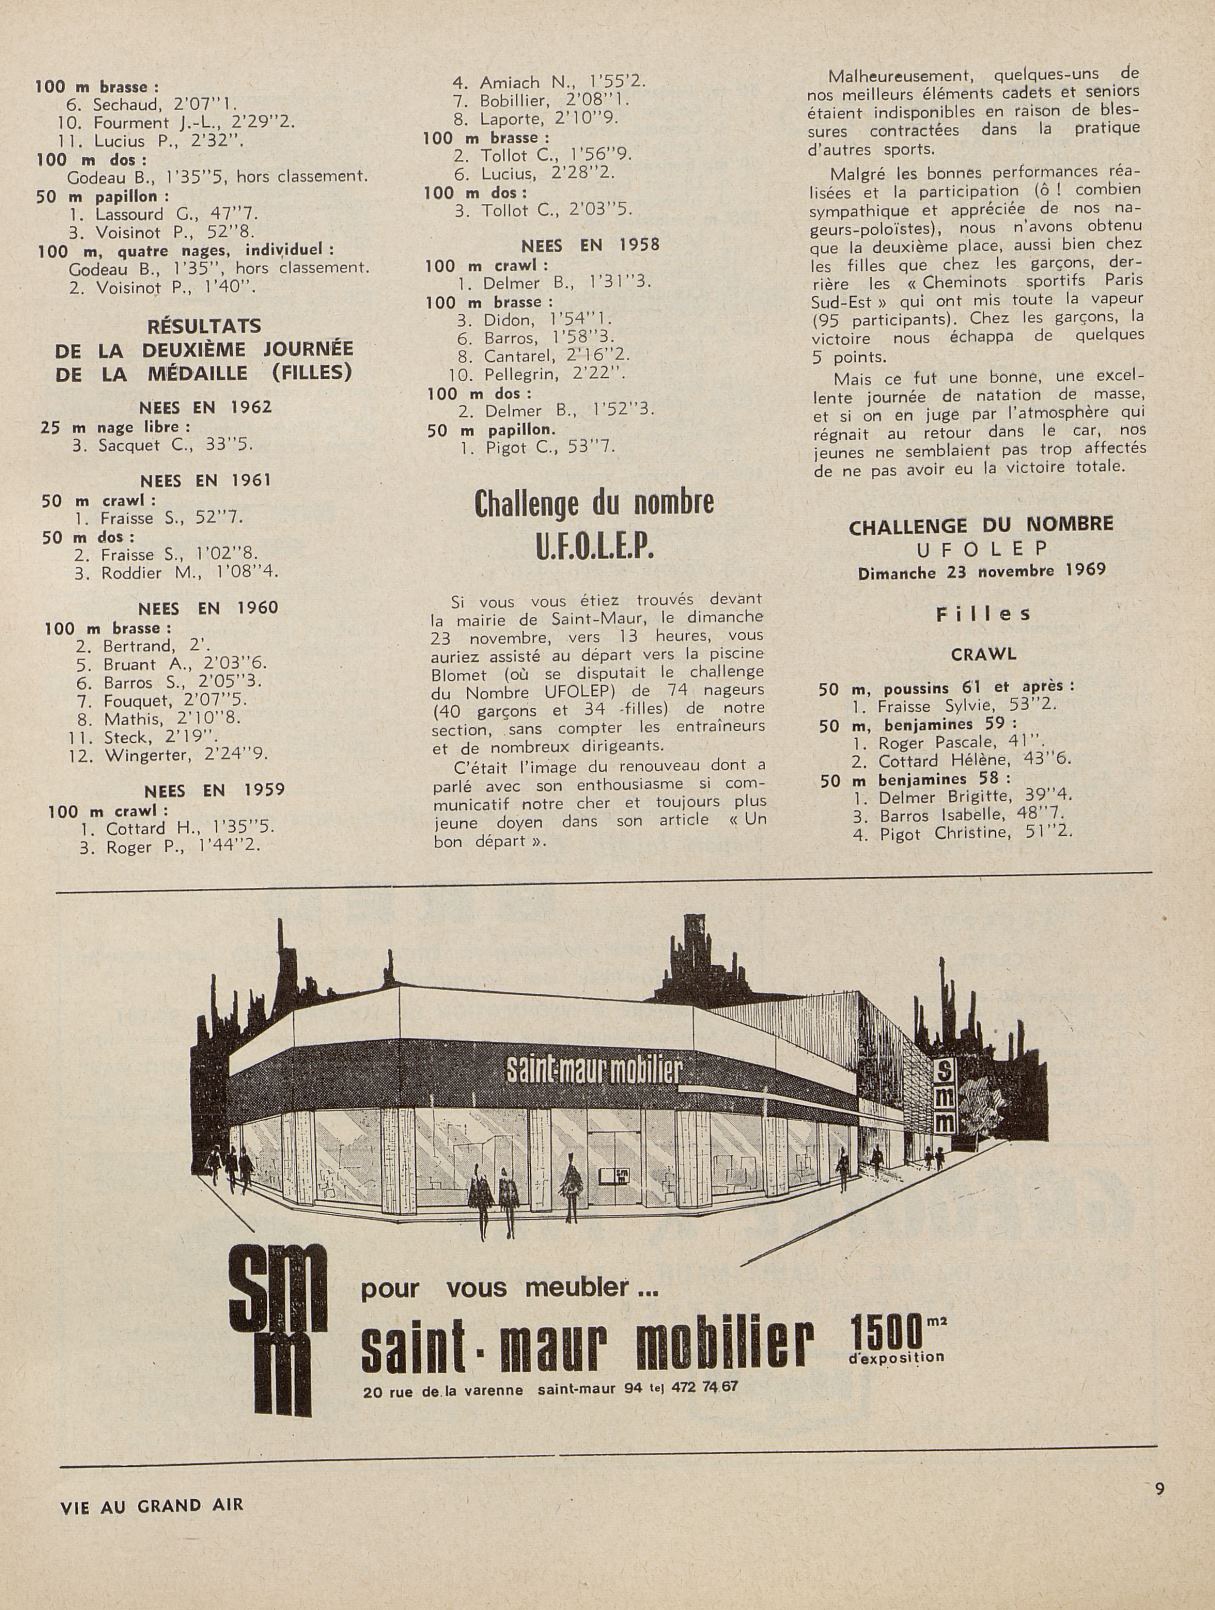 100 m brasse :
6. Sechaud, 2'07''1.
10. Fourment J.-L., 2'29''2.
11. Lucius P., 2'32''.
100 m dos :
Godeau B., 1'35''5, hors classement.
50 m papillon :
1. Lassourd G., 47''7.
3. Voisinot P., 52''8.
100 m, quatre nages, individuel :
Godeau B., 1'35'', hors classement.
2. Voisinot P., 1'40''.
RÉSULTATS
DE LA DEUXIÈME JOURNÉE
DE LA MÉDAILLE (FILLES)
NEES EN 1962
25 m nage libre :
3. Sacquet C., 33''5.
NEES EN 1961
50 m crawl :
1. Fraisse S., 52''7.
50 m dos :
2. Fraisse S., 1'02''8.
3. Roddier M., 1'08''4.
NEES EN 1960
100 m brasse :
2. Bertrand, 2'.
5. Bruant A., 2'03''6.
6. Barros S., 2'05''3.
7. Fouquet, 2'07''5.
8. Mathis, 2'10''8.
11. Steck, 2'19''.
12. Wingerter, 2'24''9.
NEES EN 1959
100 m crawl :
1. Cottard H., 1'35''5.
3. Roger P., 1'44''2.
4. Amiach N., 1'55'2.
7. Bobillier, 2'08''1.
8. Laporte, 2'10''9.
100 m brasse :
2. Tollot C., 1'56''9.
6. Lucius, 2'28''2.
100 m dos :
3. Tollot C., 2'03''5.
NEES EN 1958
100 m crawl :
1. Delmer B., 1'31''3.
100 m brasse :
3. Didon, 1'54''1.
6. Barros, 1'58''3.
8. Cantarel, 2'16''2.
10. Pellegrin, 2'22''.
100 m dos :
2. Delmer B., 1'52''3.
50 m papillon.
1. Pigot C., 53''7.
Challenge du nombre
U.F.O.L.E.P.
Si vous vous étiez trouvés devant
la mairie de Saint-Maur, le dimanche
23 novembre, vers 13 heures, vous
auriez assisté au départ vers la piscine
Blomet (où se disputait le challenge
du Nombre UFOLEP) de 74 nageurs
(40 garçons et 34 -filles) de notre
section, sans compter les entraîneurs
et de nombreux dirigeants.
C'était l'image du renouveau dont a
parlé avec son enthousiasme si com-
municatif notre cher et toujours plus
jeune doyen dans son article « Un
bon départ ».
Malheureusement, quelques-uns de
nos meilleurs éléments cadets et seniors
étaient indisponibles en raison de bles-
sures contractées dans la pratique
d'autres sports.
Malgré les bonnes performances réa-
lisées et la participation (ô ! combien
sympathique et appréciée de nos na-
geurs-poloïstes), nous n'avons obtenu
que la deuxième place, aussi bien chez
les filles que chez les garçons, der-
rière les « Cheminots sportifs Paris
Sud-Est » qui ont mis toute la vapeur
(95 participants). Chez les garçons, la
victoire nous échappa de quelques
5 points.
Mais ce fut une bonne, une excel-
lente journée de natation de masse,
et si on en juge par l'atmosphère qui
régnait au retour dans le car, nos
jeunes ne semblaient pas trop affectés
de ne pas avoir eu la victoire totale.
CHALLENGE DU NOMBRE
UFOLEP
Dimanche 23 novembre 1969
Filles
CRAWL
50 m, poussins 61 et après :
1. Fraisse Sylvie, 53''2.
50 m, benjamines 59 :
1. Roger Pascale, 41''.
2. Cottard Hélène, 43''6.
50 m benjamines 58 :
1. Delmer Brigitte, 39''4.
3. Barros Isabelle, 48''7.
4. Pigot Christine, 51''2.
saint-maur mobilier
s
m
m
sm
m
sm
m
pour vous meubler ...
saint-maur mobilier 1500 m2
d'exposition
20 rue de la varenne saint-maur 94 tel 472 74 67
VIE AU GRAND AIR
9